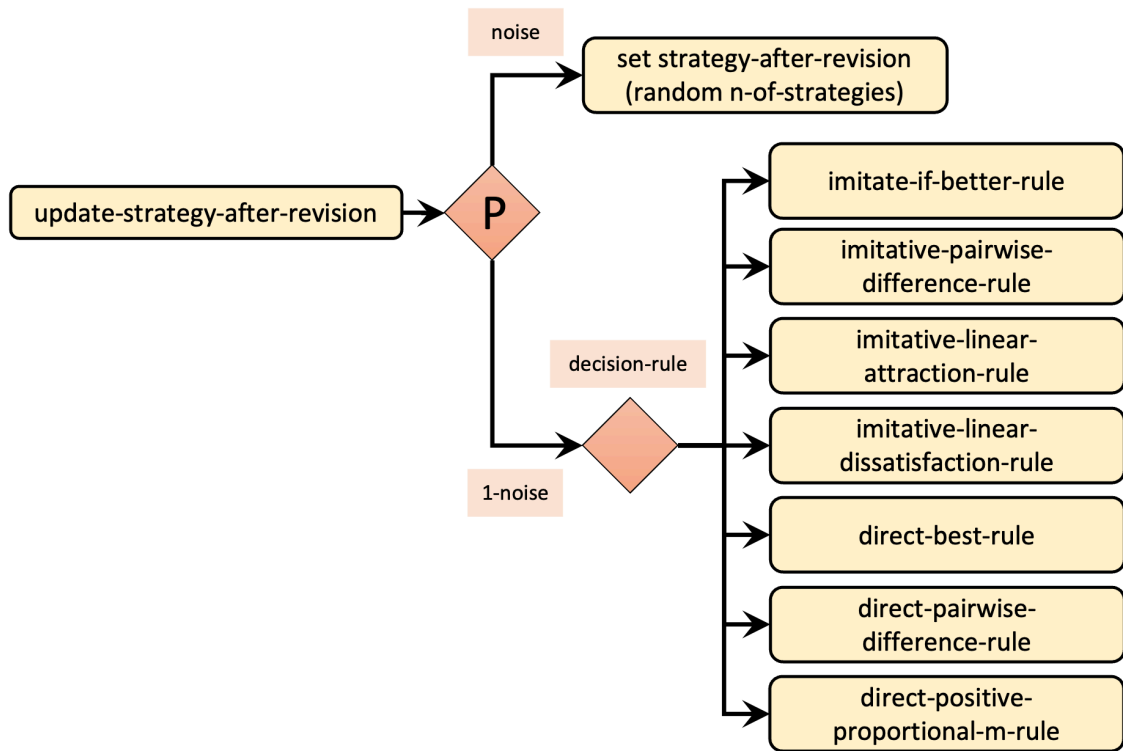 noise
set strategy-after-revision
(random n-of-strategies)
update-strategy-after-revision
P
imitate-if-better-rule
imitative-pairwise-
difference-rule
imitative-linear-
attraction-rule
decision-rule
imitative-linear-
dissatisfaction-rule
1-noise
direct-best-rule
direct-pairwise-
difference-rule
direct-positive-
proportional-m-rule